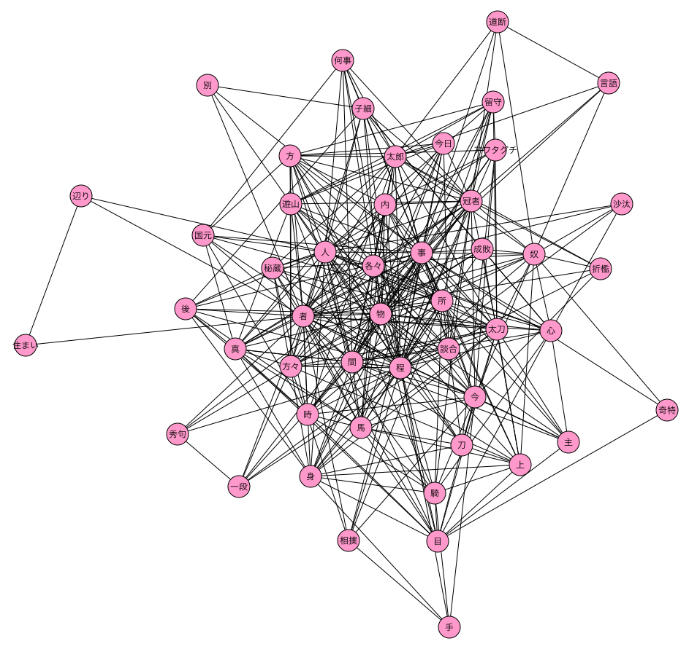 道断
何事
言語
別
留守
子細
今日
フタグチ
方
太郎
辺り
冠者
遊山
内
沙汰
国元
成敗
人
事
奴
各々
秘蔵
折檻
所
後
物
者
太刀
心
住まい
真
談合
間
方々
程
今
奇特
時
馬
秀句
主
刀
上
身
一段
騎
相撲
目
手